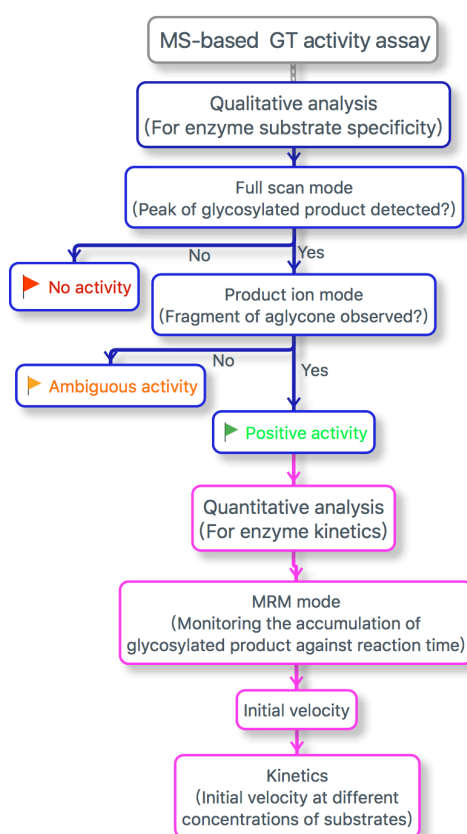 MS-based GT activity assay
Qualitative analysis
(For enzyme substrate specificity)
Full scan mode
(Peak of glycosylated product detected?)
No
Yes
No activity
Product ion mode
(Fragment of aglycone observed?)
No
Yes
Ambiguous activity
Positive activity
Quantitative analysis
(For enzyme kinetics)
MRM mode
(Monitoring the accumulation of
glycosylated product against reaction time)
Initial velocity
Kinetics
(Initial velocity at different
concentrations of substrates)